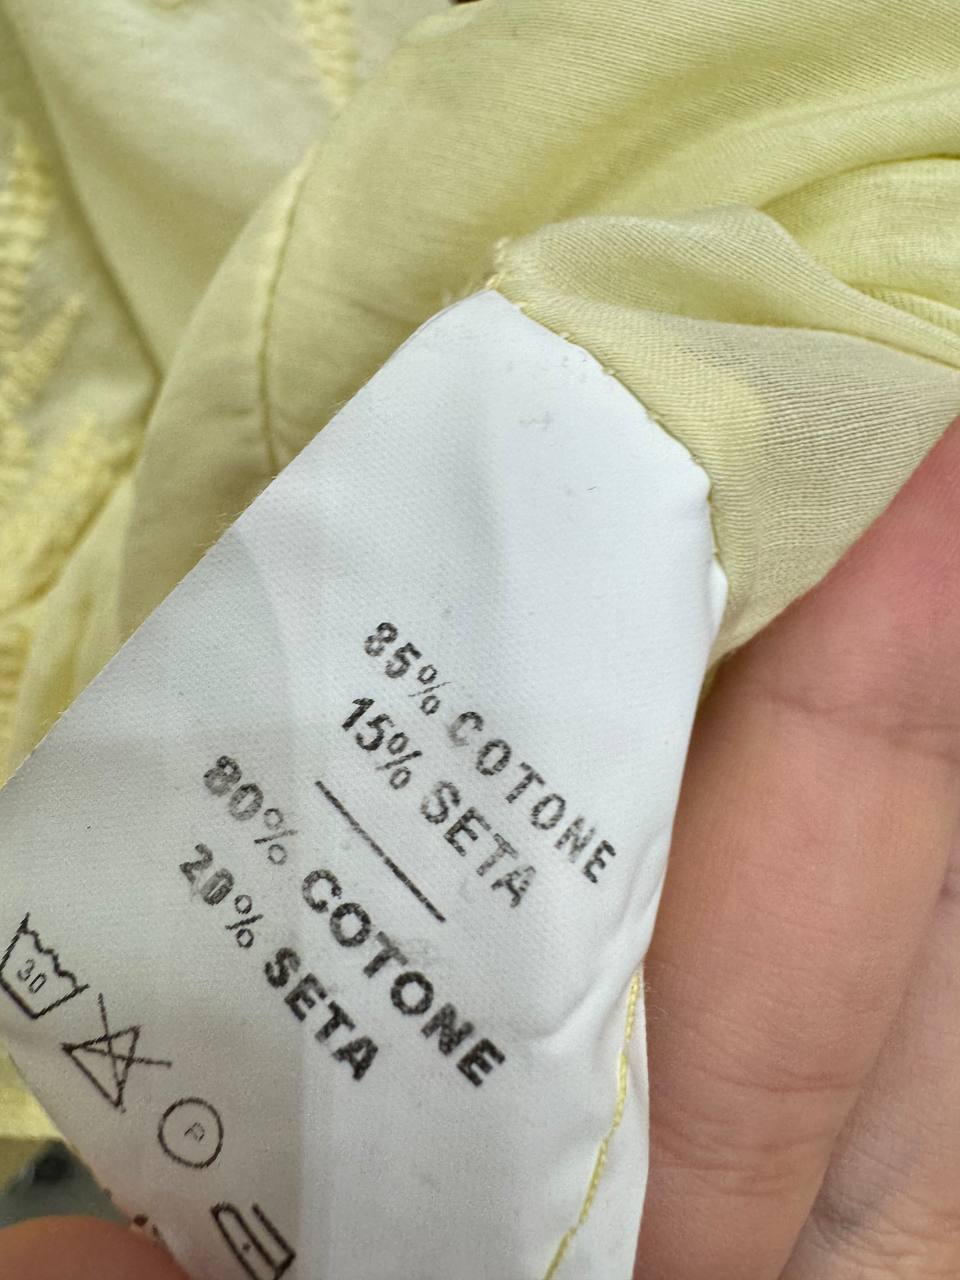 85% COTONE
15% SETA
80% COTONE
20% SETA
30
P